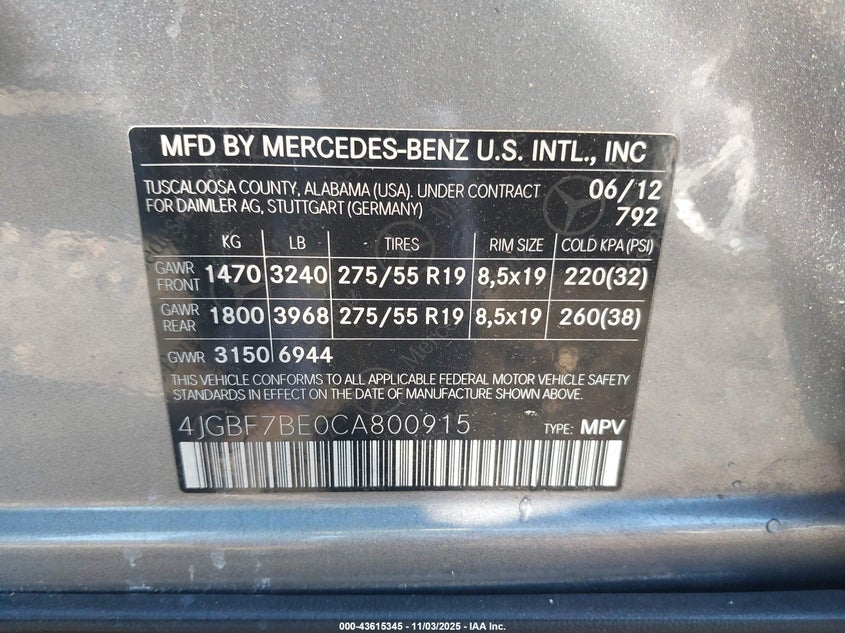 MFD BY MERCEDES-BENZ U.S. INTL., INC
TUSCALOOSA COUNTY, ALABAMA (USA). UNDER CONTRACT 06/12
FOR DAIMLER AG, STUTTGART (GERMANY) 792
KG LB TIRES RIM SIZE COLD KPA (PSI)
GAWR FRONT 1470 3240 275/55 R19 8,5x19 220(32)
GAWR REAR 1800 3968 275/55 R19 8,5x19 260(38)
GVWR 3150 6944
THIS VEHICLE CONFORMS TO ALL APPLICABLE FEDERAL MOTOR VEHICLE SAFETY
STANDARDS IN EFFECT ON THE DATE OF MANUFACTURE SHOWN ABOVE.
4JGBF7BE0CA800915 TYPE: MPV
000-43615345 - 11/03/2025 - IAA Inc.